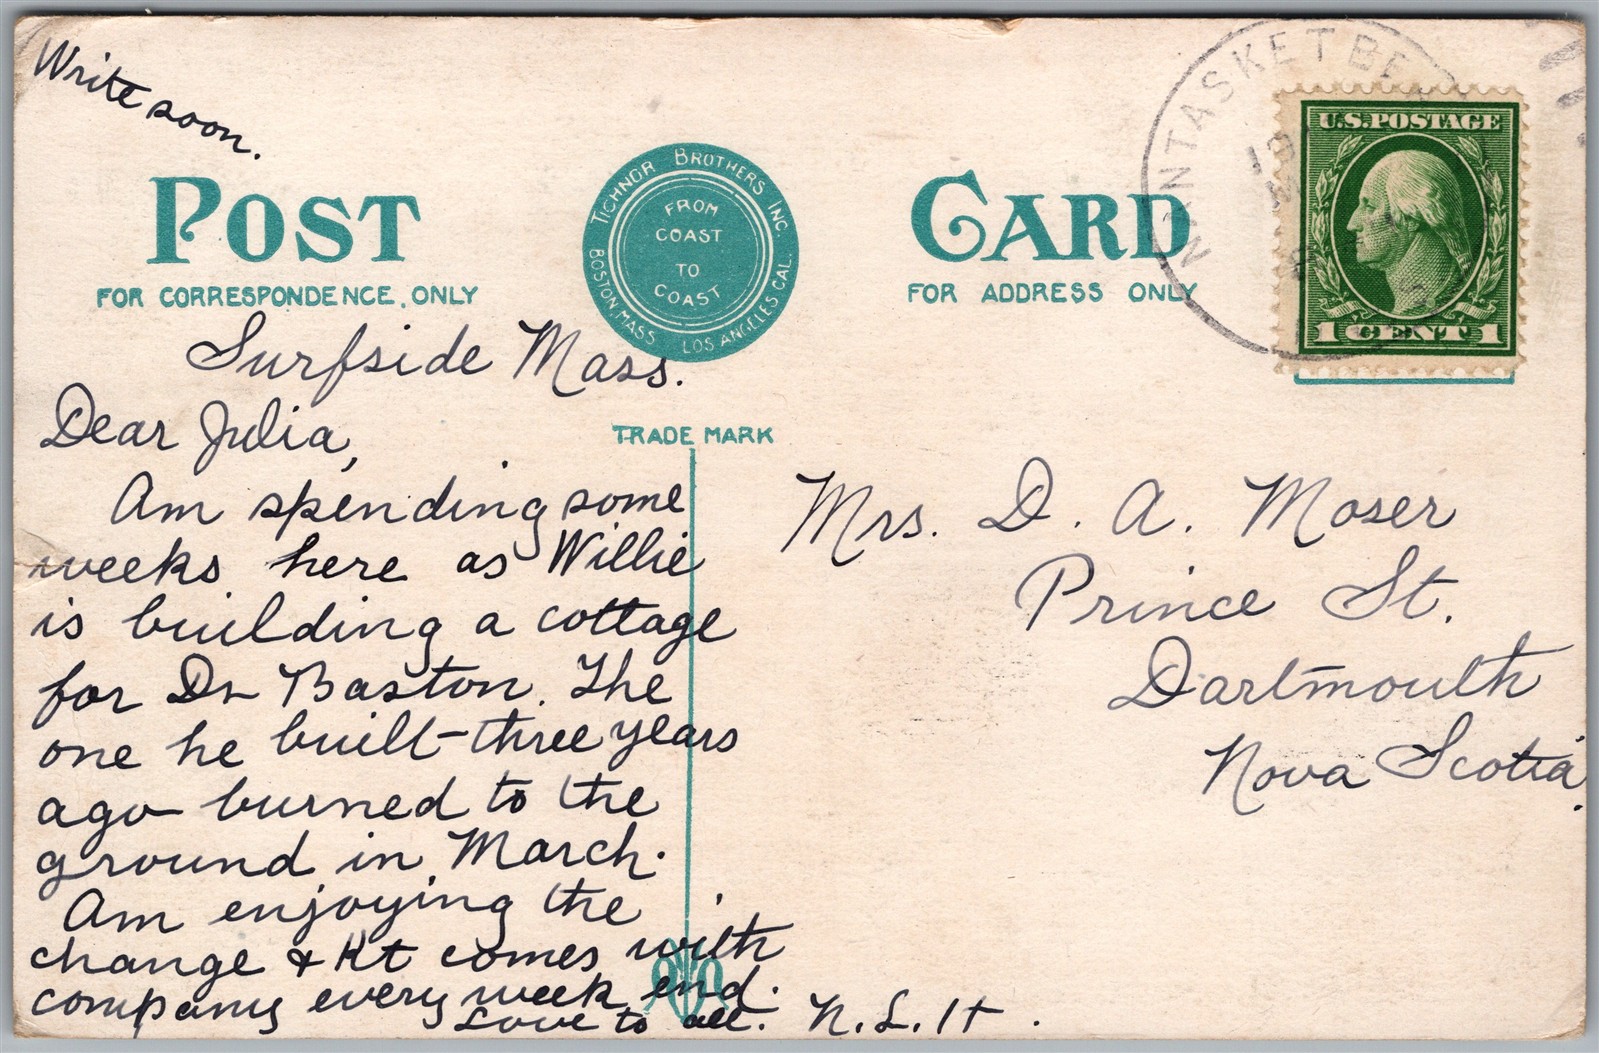 Write soon.
POST CARD
FOR CORRESPONDENCE ONLY
FOR ADDRESS ONLY
TICHNOR BROTHERS INC.
BOSTON, MASS LOS ANGELES CAL.
FROM
COAST
TO
COAST
TRADE MARK
NANTASKET BEA
U.S. POSTAGE
1 CENT 1
Surfside Mass.
Dear Julia,
Am spending some
weeks here as Willie
is building a cottage
for Dr Baston. The
one he built three years
ago burned to the
ground in March.
Am enjoying the
change & Kt comes with
company every week end.
Love to all. N.L.H.
Mrs. D. A. Moser
Prince St.
Dartmouth
Nova Scotia.